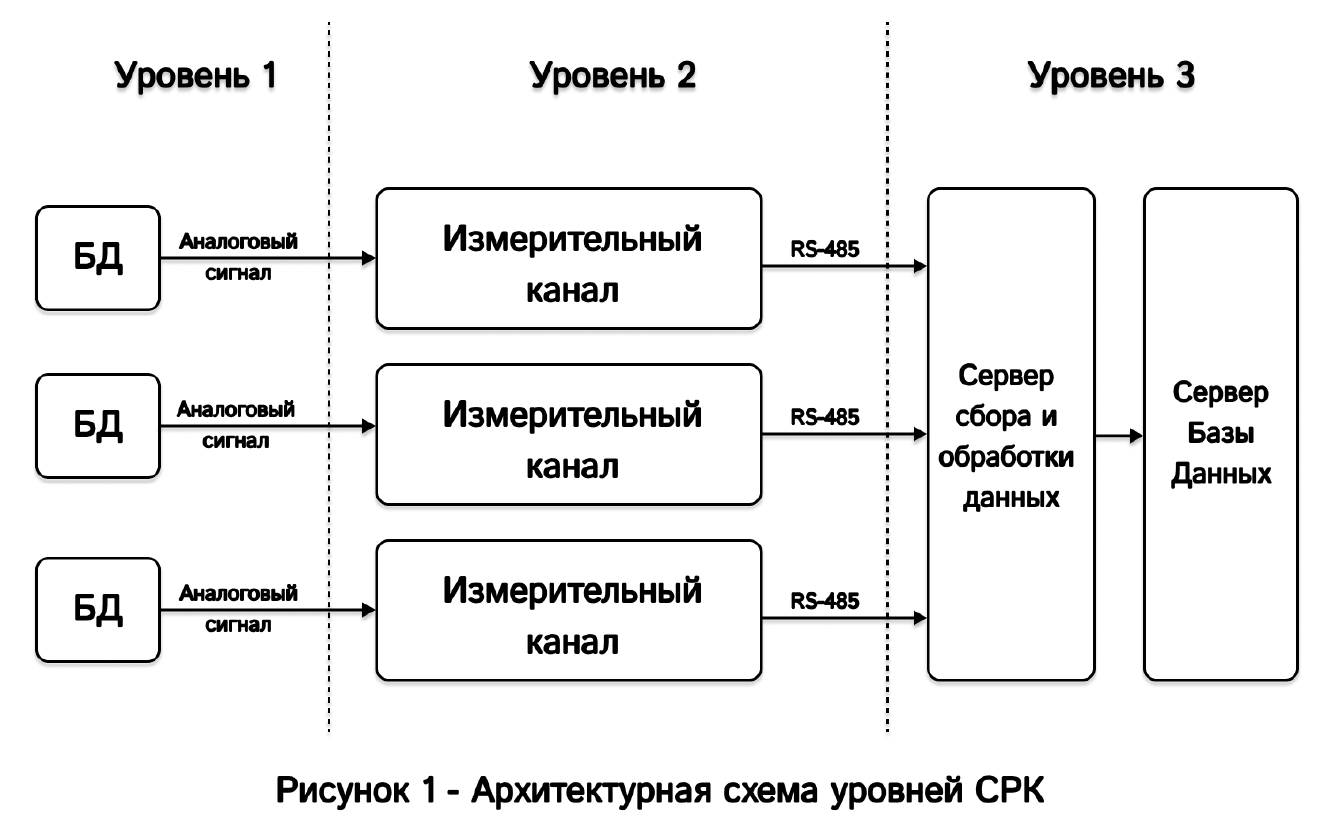 Уровень 1
Уровень 2
Уровень 3
БД
Аналоговый
сигнал
Измерительный
канал
RS-485
БД
Аналоговый
сигнал
Измерительный
канал
RS-485
БД
Аналоговый
сигнал
Измерительный
канал
RS-485
Сервер
сбора и
обработки
данных
Сервер
Базы
Данных
Рисунок 1 - Архитектурная схема уровней СРК